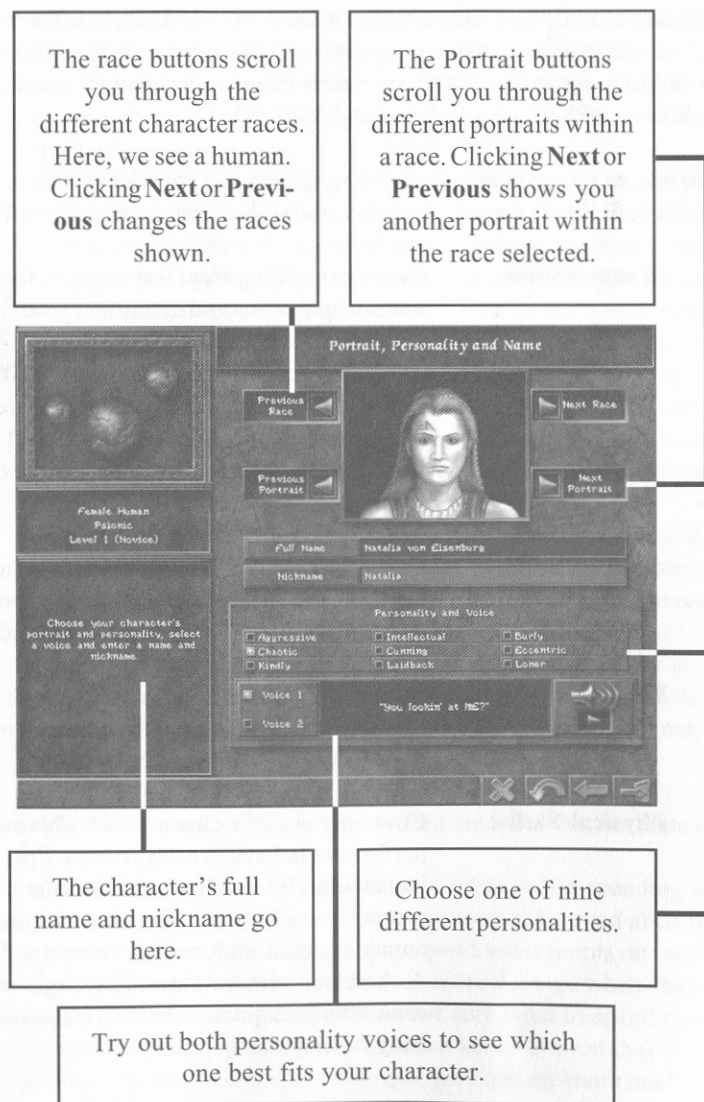 The race buttons scroll
you through the
different character races.
Here, we see a human.
Clicking Next or Previ-
ous changes the races
shown.
The Portrait buttons
scroll you through the
different portraits within
a race. Clicking Next or
Previous shows you
another portrait within
the race selected.
Portrait, Personality and Name
Previous
Race
Next Race
Previous
Portrait
Next
Portrait
Female Human
Psionic
Level 1 (Novice)
Full Name
Natalia von Eisenburg
Nickname
Natalia
Choose your character's
portrait and personality, select
a voice and enter a name and
nickname.
Personality and Voice
Aggressive
Intellectual
Burly
Chaotic
Cunning
Eccentric
Kindly
Laidback
Loner
Voice 1
Voice 2
"You lookin' at ME?"
The character's full
name and nickname go
here.
Choose one of nine
different personalities.
Try out both personality voices to see which
one best fits your character.
Physical Skills: